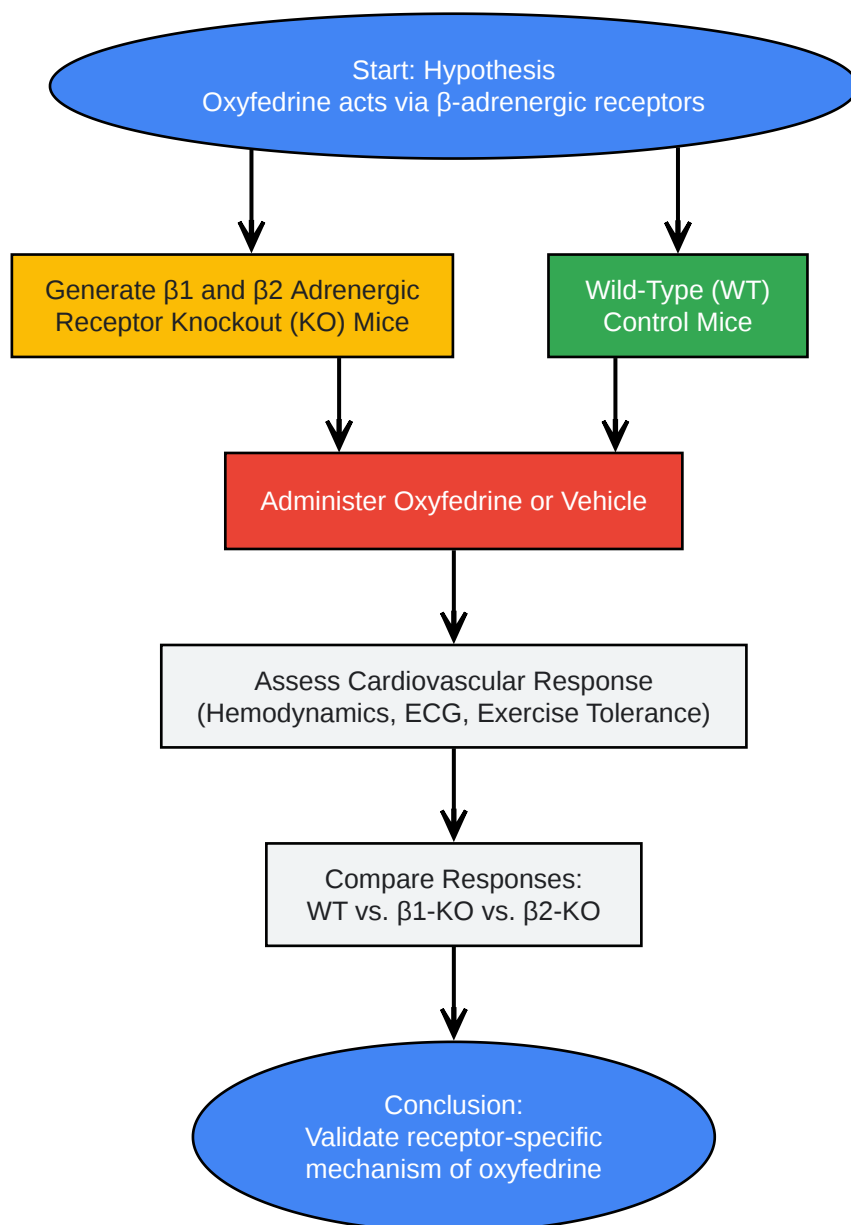 Start: Hypothesis
Oxyfedrine acts via β-adrenergic receptors
Generate β1 and β2 Adrenergic
Receptor Knockout (KO) Mice
Wild-Type (WT)
Control Mice
Administer Oxyfedrine or Vehicle
Assess Cardiovascular Response
(Hemodynamics, ECG, Exercise Tolerance)
Compare Responses:
WT vs. β1-KO vs. β2-KO
Conclusion:
Validate receptor-specific
mechanism of oxyfedrine